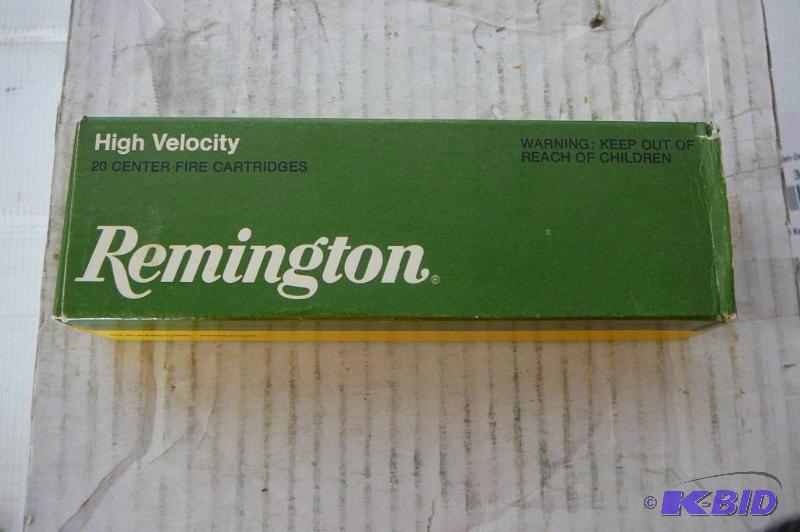 High Velocity
20 CENTER FIRE CARTRIDGES
WARNING: KEEP OUT OF
REACH OF CHILDREN
Remington®
© K-BID